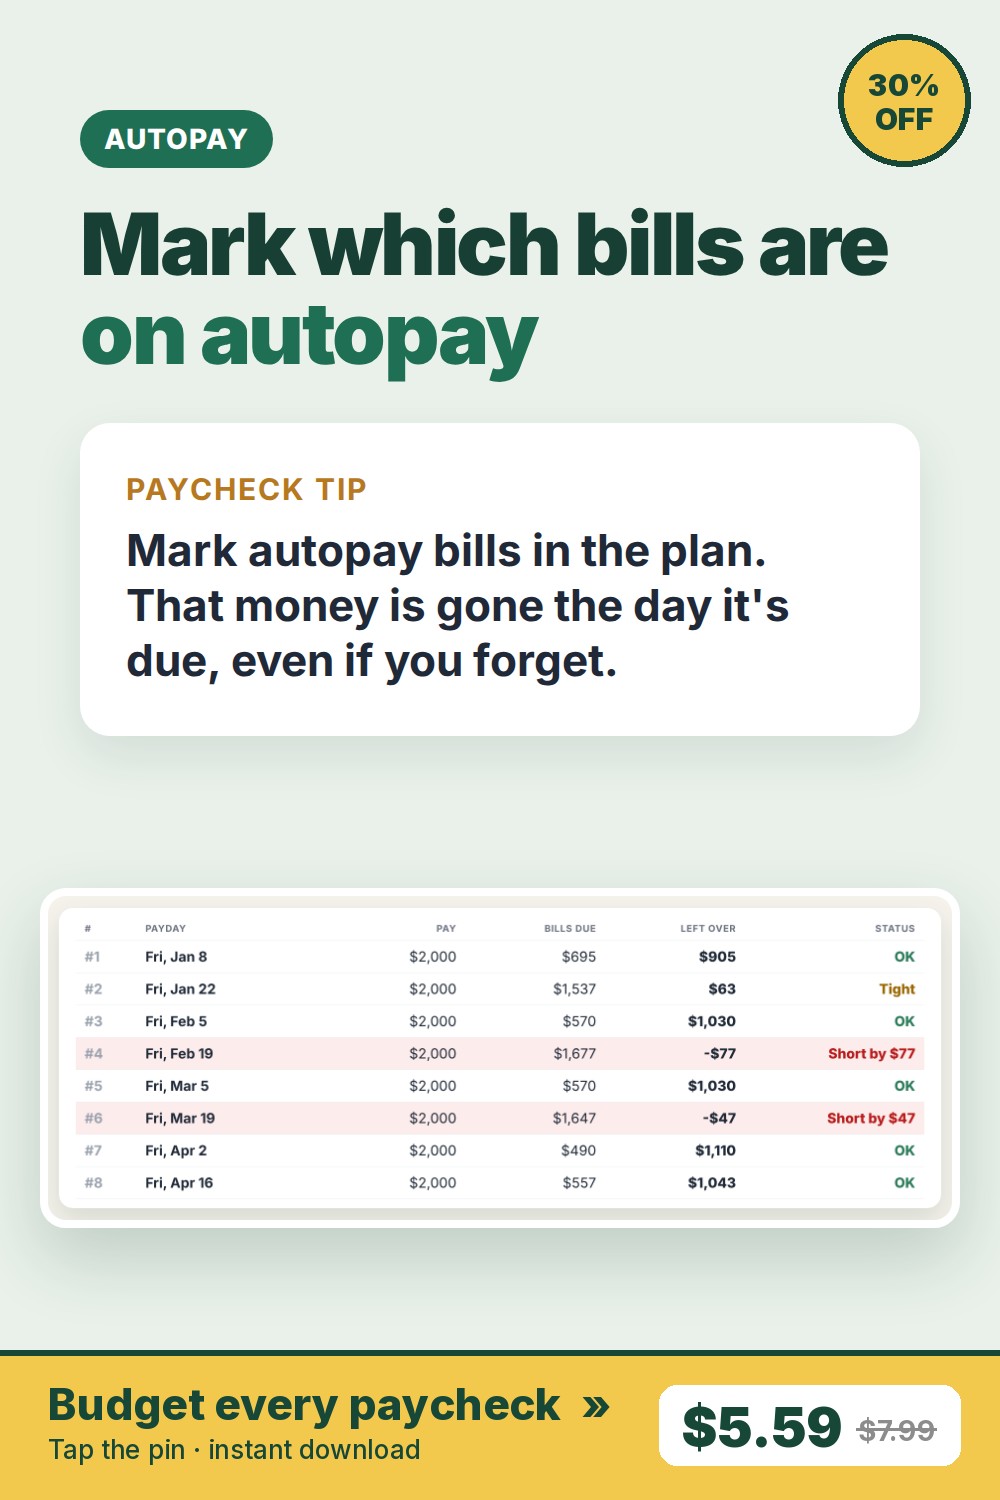 30%
OFF
AUTOPAY
Mark which bills are
on autopay
PAYCHECK TIP
Mark autopay bills in the plan.
That money is gone the day it's
due, even if you forget.
# PAYDAY PAY BILLS DUE LEFT OVER STATUS
#1 Fri, Jan 8 $2,000 $695 $905 OK
#2 Fri, Jan 22 $2,000 $1,537 $63 Tight
#3 Fri, Feb 5 $2,000 $570 $1,030 OK
#4 Fri, Feb 19 $2,000 $1,677 -$77 Short by $77
#5 Fri, Mar 5 $2,000 $570 $1,030 OK
#6 Fri, Mar 19 $2,000 $1,647 -$47 Short by $47
#7 Fri, Apr 2 $2,000 $490 $1,110 OK
#8 Fri, Apr 16 $2,000 $557 $1,043 OK
Budget every paycheck »
Tap the pin · instant download
$5.59 $7.99